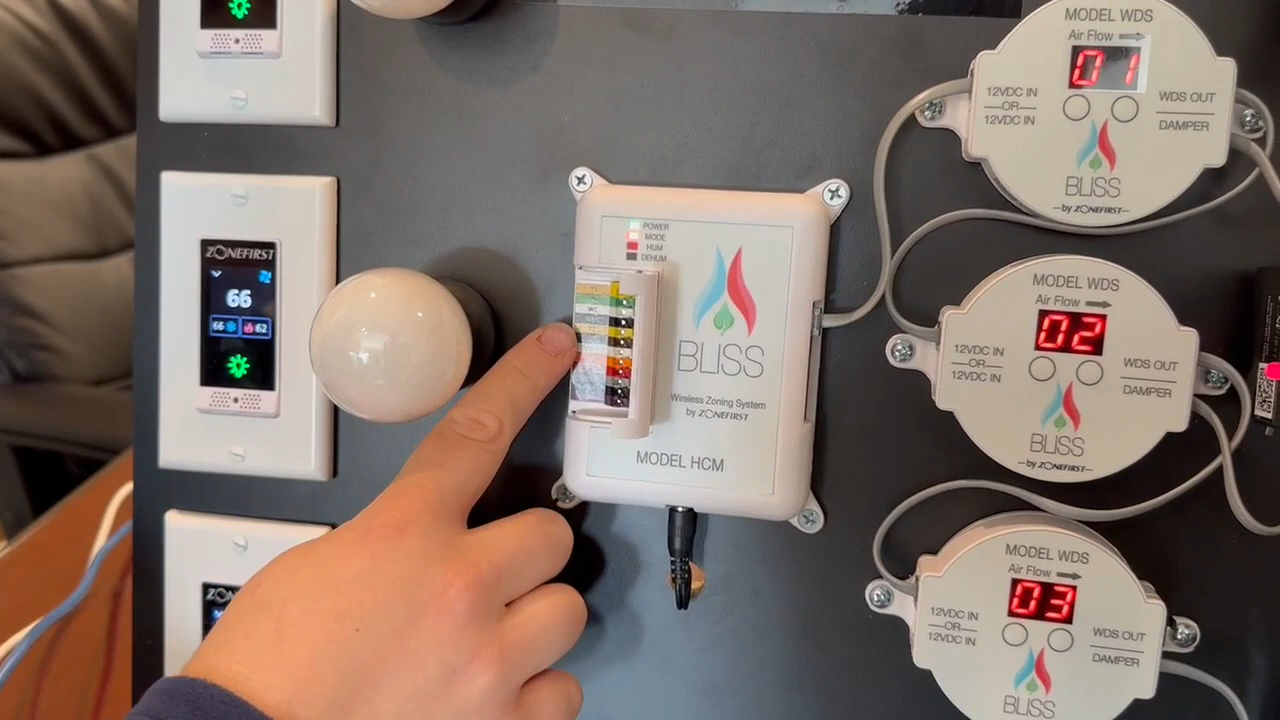 ZONEFIRST
66
66 62
POWER
MODE
HUM
DEHUM
BLISS
Wireless Zoning System
by ZONEFIRST
MODEL HCM
MODEL WDS
Air Flow
01
12VDC IN
OR
12VDC IN
WDS OUT
DAMPER
BLISS
by ZONEFIRST
MODEL WDS
Air Flow
02
12VDC IN
OR
12VDC IN
WDS OUT
DAMPER
BLISS
by ZONEFIRST
MODEL WDS
Air Flow
03
12VDC IN
OR
12VDC IN
WDS OUT
DAMPER
BLISS
ZO